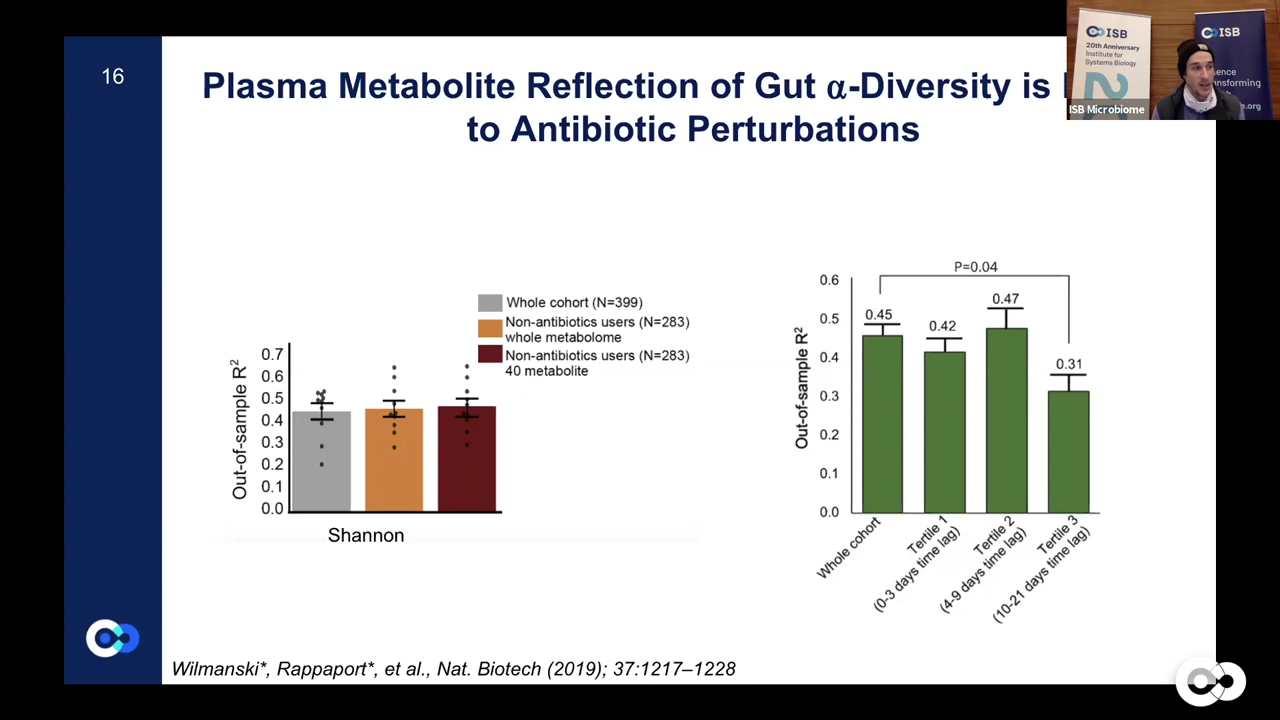 16
Plasma Metabolite Reflection of Gut α-Diversity is
to Antibiotic Perturbations
ISB
20th Anniversary
Institute for
Systems Biology
ISB
ISB Microbiome
Whole cohort (N=399)
Non-antibiotics users (N=283)
whole metabolome
Non-antibiotics users (N=283)
40 metabolite
Out-of-sample R²
0.7
0.6
0.5
0.4
0.3
0.2
0.1
0.0
Shannon
P=0.04
Out-of-sample R²
0.6
0.5
0.4
0.3
0.2
0.1
0.0
0.45
0.42
0.47
0.31
Whole cohort
Tertile 1
(0-3 days time lag)
Tertile 2
(4-9 days time lag)
Tertile 3
(10-21 days time lag)
Wilmanski*, Rappaport*, et al., Nat. Biotech (2019); 37:1217–1228